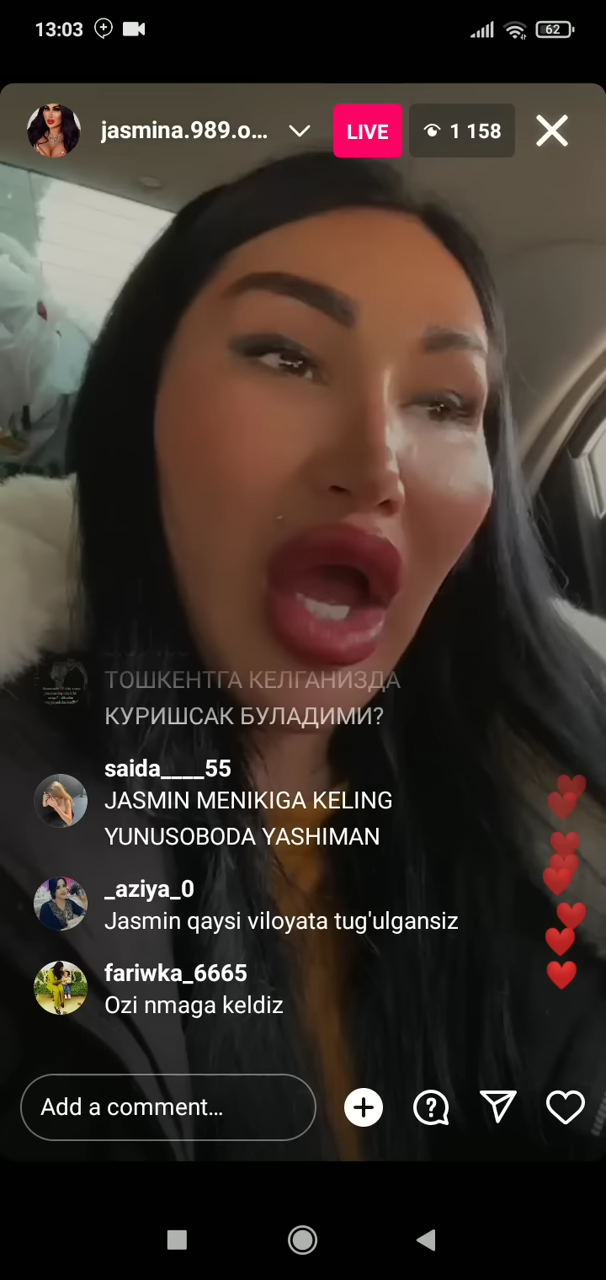 13:03
62
jasmina.989.o...
LIVE
1 158
ТОШКЕНТГА КЕЛГАНИЗДА
КУРИШСАК БУЛАДИМИ?
saida____55
JASMIN MENIKIGA KELING
YUNUSOBODA YASHIMAN
_aziya_0
Jasmin qaysi viloyata tug'ulgansiz
fariwka_6665
Ozi nmaga keldiz
Add a comment...